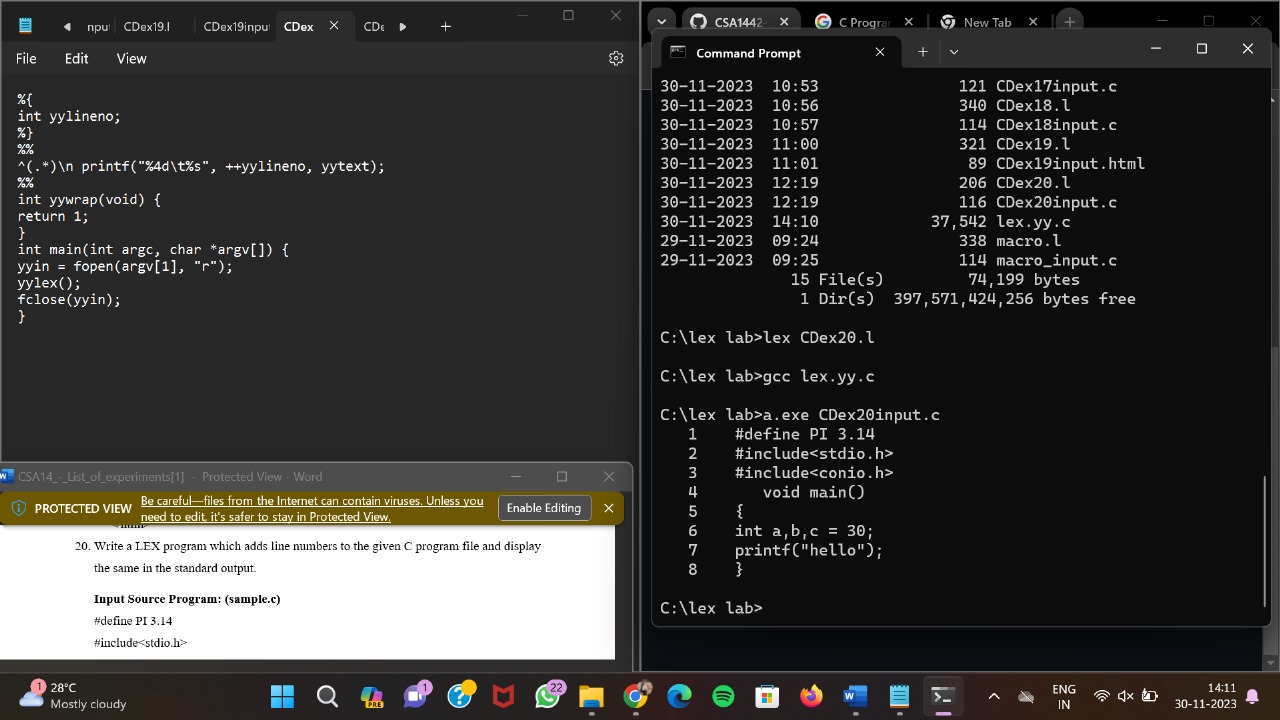 nput
CDex19.l
CDex19input
CDex
CDe
File
Edit
View
%{
int yylineno;
%}
%%
^(.*)\n printf("%4d\t%s", ++yylineno, yytext);
%%
int yywrap(void) {
return 1;
}
int main(int argc, char *argv[]) {
yyin = fopen(argv[1], "r");
yylex();
fclose(yyin);
}
CSA14_-_List_of_experiments[1] - Protected View - Word
PROTECTED VIEW
Be careful—files from the Internet can contain viruses. Unless you
need to edit, it's safer to stay in Protected View.
Enable Editing
20. Write a LEX program which adds line numbers to the given C program file and display
the same in the standard output.
Input Source Program: (sample.c)
#define PI 3.14
#include<stdio.h>
CSA1442-
C Progra
New Tab
Command Prompt
30-11-2023 10:53 121 CDex17input.c
30-11-2023 10:56 340 CDex18.l
30-11-2023 10:57 114 CDex18input.c
30-11-2023 11:00 321 CDex19.l
30-11-2023 11:01 89 CDex19input.html
30-11-2023 12:19 206 CDex20.l
30-11-2023 12:19 116 CDex20input.c
30-11-2023 14:10 37,542 lex.yy.c
29-11-2023 09:24 338 macro.l
29-11-2023 09:25 114 macro_input.c
15 File(s) 74,199 bytes
1 Dir(s) 397,571,424,256 bytes free
C:\lex lab>lex CDex20.l
C:\lex lab>gcc lex.yy.c
C:\lex lab>a.exe CDex20input.c
1 #define PI 3.14
2 #include<stdio.h>
3 #include<conio.h>
4 void main()
5 {
6 int a,b,c = 30;
7 printf("hello");
8 }
C:\lex lab>
1
28°C
Mostly cloudy
PRE
1
22
ENG
IN
14:11
30-11-2023